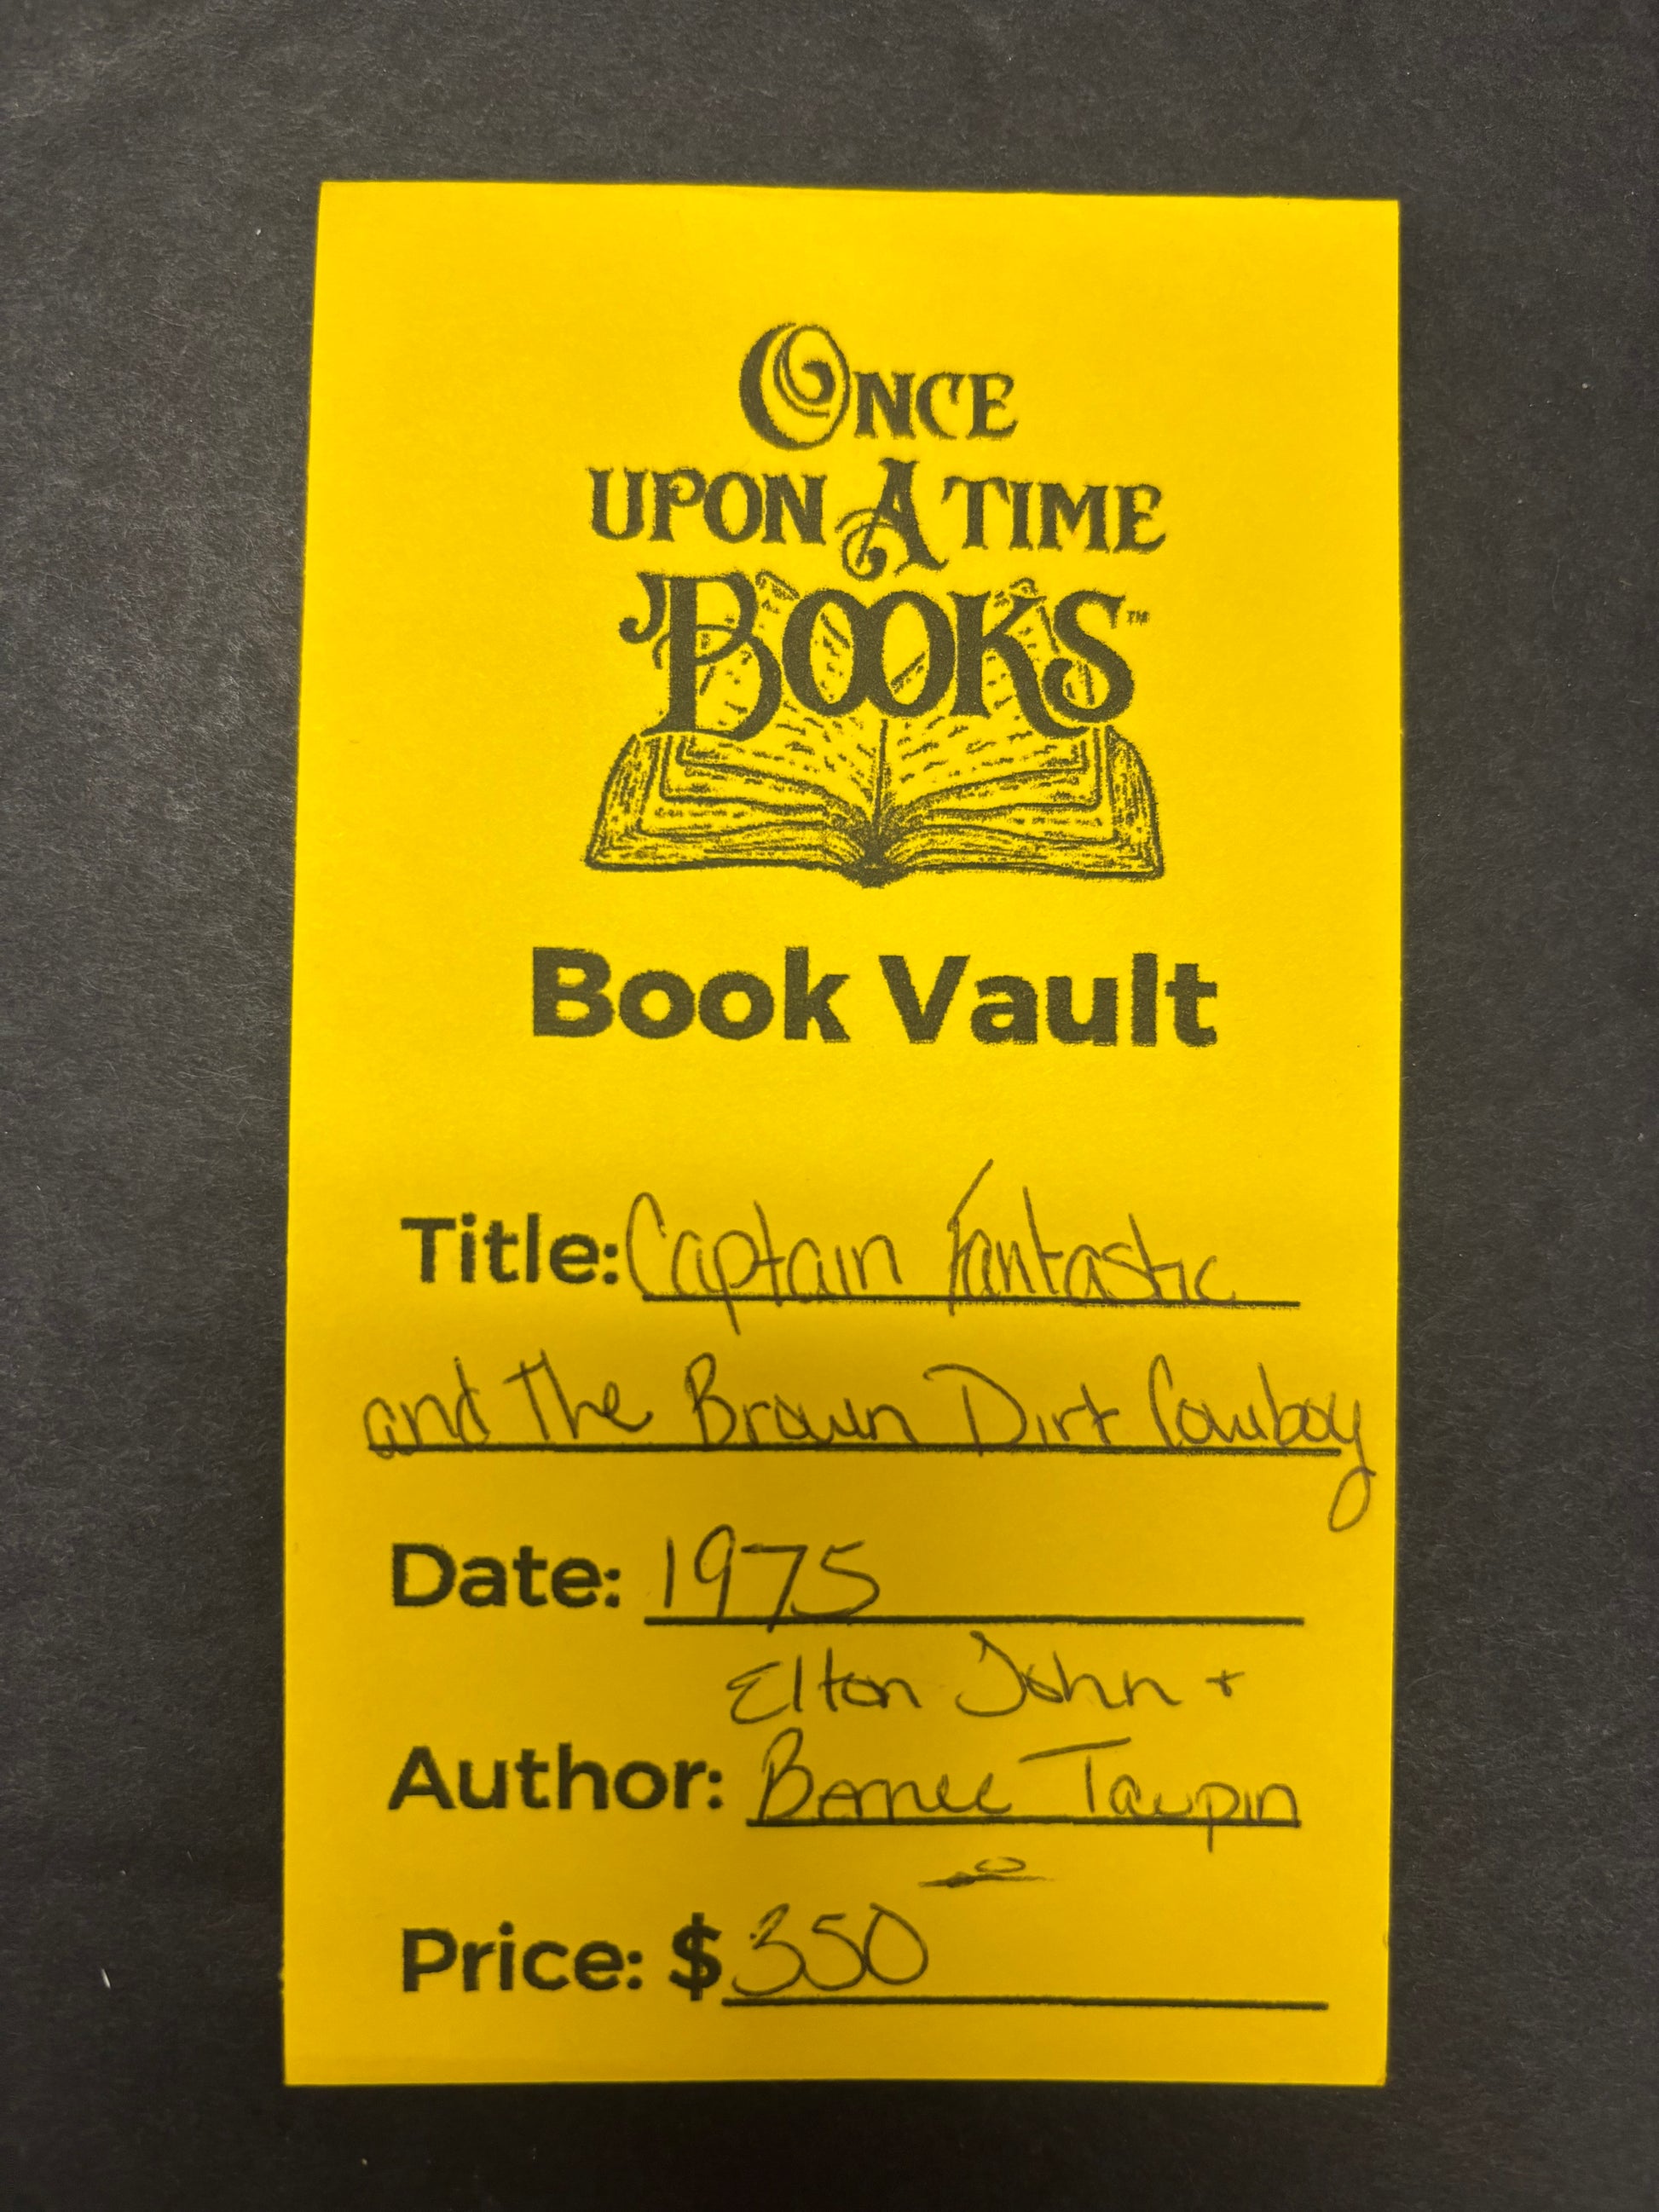 ONCE
UPON A TIME
BOOKS™
Book Vault
Title: Captain Fantastic
and The Brown Dirt Cowboy
Date: 1975
Elton John +
Author: Bernie Taupin
Price: $350